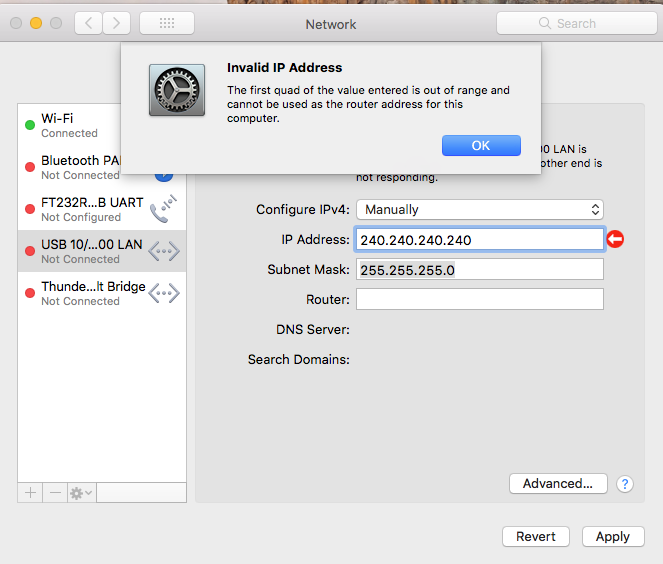 Network
Search
Invalid IP Address
The first quad of the value entered is out of range and
cannot be used as the router address for this
computer.
OK
Wi-Fi
Connected
Bluetooth PA
Not Connected
FT232R...B UART
Not Configured
USB 10/...00 LAN
Not Connected
Thunde...lt Bridge
Not Connected
00 LAN is
other end is
not responding.
Configure IPv4: Manually
IP Address: 240.240.240.240
Subnet Mask: 255.255.255.0
Router:
DNS Server:
Search Domains:
Advanced... ?
Revert Apply